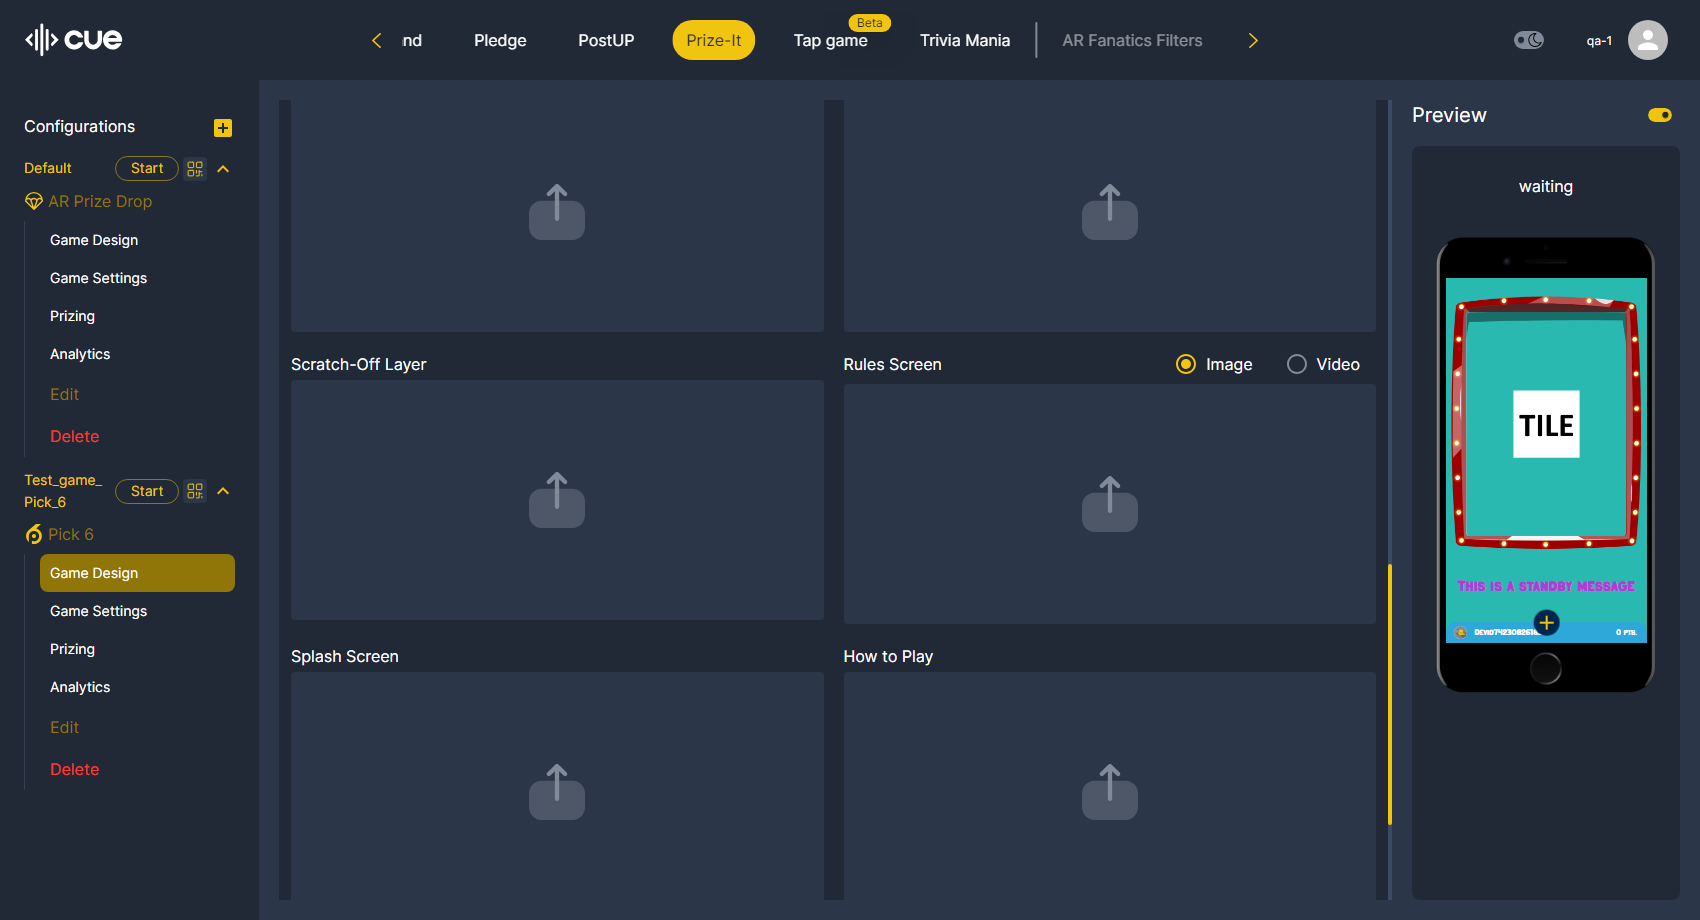 cue
nd
Pledge
PostUP
Prize-It
Beta
Tap game
Trivia Mania
AR Fanatics Filters
qa-1
Configurations
Default
Start
AR Prize Drop
Game Design
Game Settings
Prizing
Analytics
Edit
Delete
Test_game_
Pick_6
Start
Pick 6
Game Design
Game Settings
Prizing
Analytics
Edit
Delete
Scratch-Off Layer
Rules Screen
Image
Video
Splash Screen
How to Play
Preview
waiting
TILE
THIS IS A STANDBY MESSAGE
0 PTS.